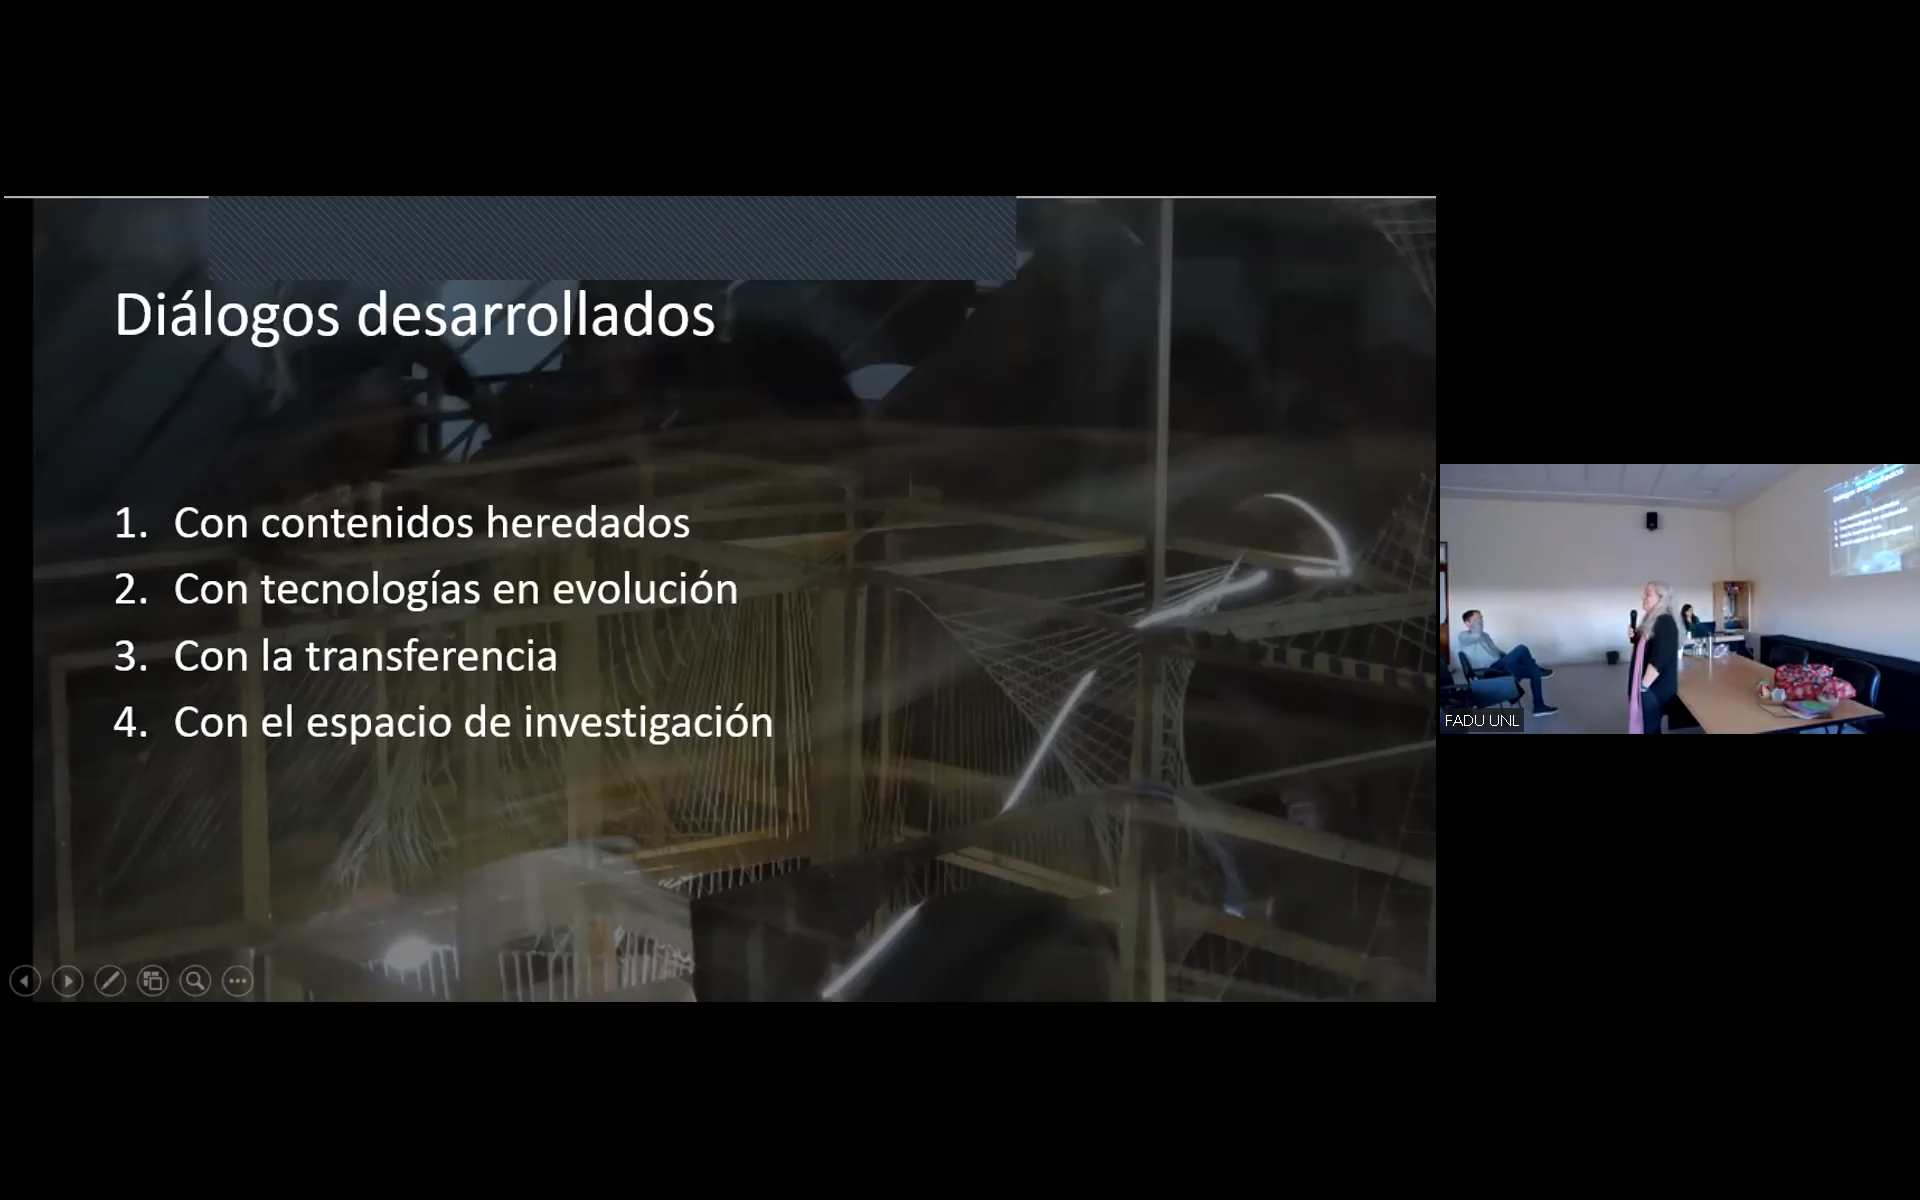 Diálogos desarrollados
1. Con contenidos heredados
2. Con tecnologías en evolución
3. Con la transferencia
4. Con el espacio de investigación
FADU UNL